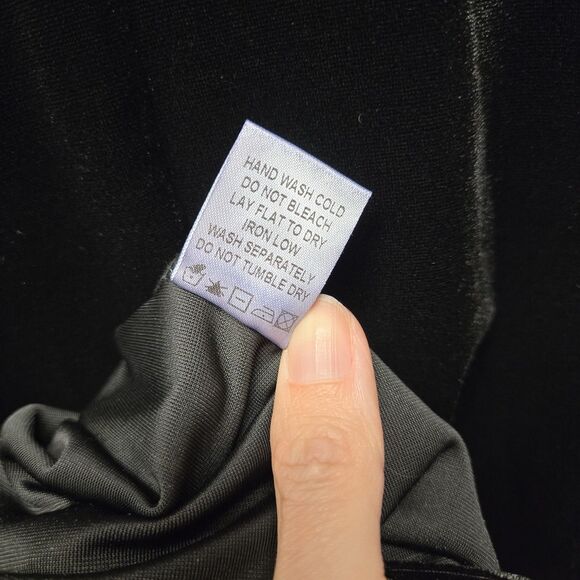 HAND WASH COLD
DO NOT BLEACH
LAY FLAT TO DRY
IRON LOW
WASH SEPARATELY
DO NOT TUMBLE DRY